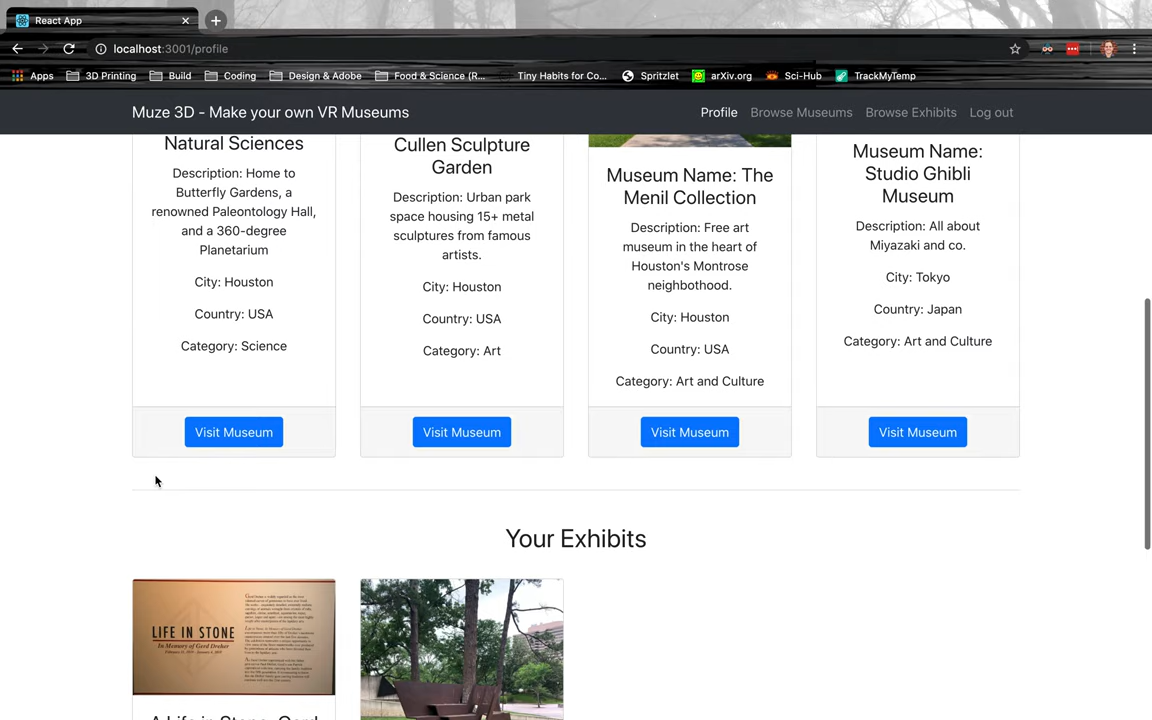 React App
localhost:3001/profile
Apps 3D Printing Build Coding Design & Adobe Food & Science (R... Tiny Habits for Co... Spritzlet arXiv.org Sci-Hub TrackMyTemp
Muze 3D - Make your own VR Museums Profile Browse Museums Browse Exhibits Log out
Natural Sciences
Description: Home to
Butterfly Gardens, a
renowned Paleontology Hall,
and a 360-degree
Planetarium
City: Houston
Country: USA
Category: Science
Visit Museum
Cullen Sculpture
Garden
Description: Urban park
space housing 15+ metal
sculptures from famous
artists.
City: Houston
Country: USA
Category: Art
Visit Museum
Museum Name: The
Menil Collection
Description: Free art
museum in the heart of
Houston's Montrose
neighbothood.
City: Houston
Country: USA
Category: Art and Culture
Visit Museum
Museum Name:
Studio Ghibli
Museum
Description: All about
Miyazaki and co.
City: Tokyo
Country: Japan
Category: Art and Culture
Visit Museum
Your Exhibits
LIFE IN STONE
In Memory of Gerd Dreher
A Life in Stone: Gerd